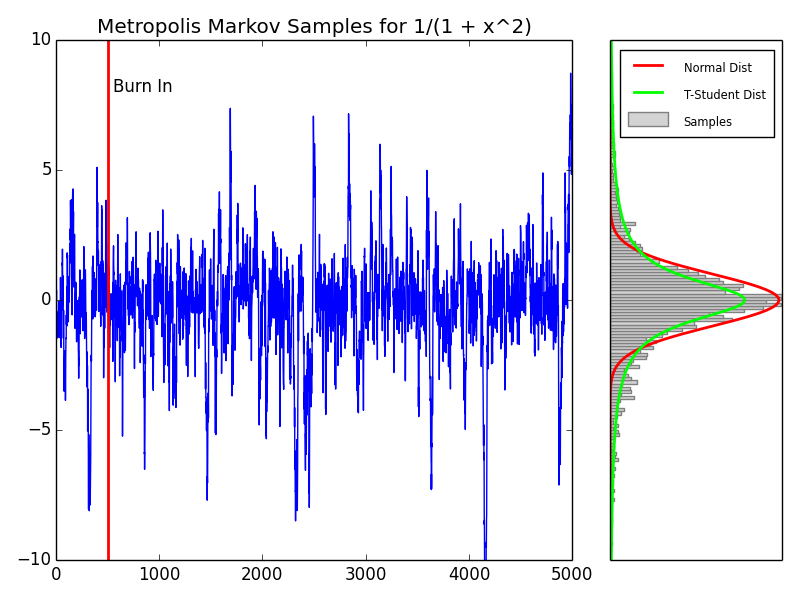 Metropolis Markov Samples for 1/(1 + x^2)
10
5
0
−5
−10
0 1000 2000 3000 4000 5000
Burn In
Normal Dist
T-Student Dist
Samples